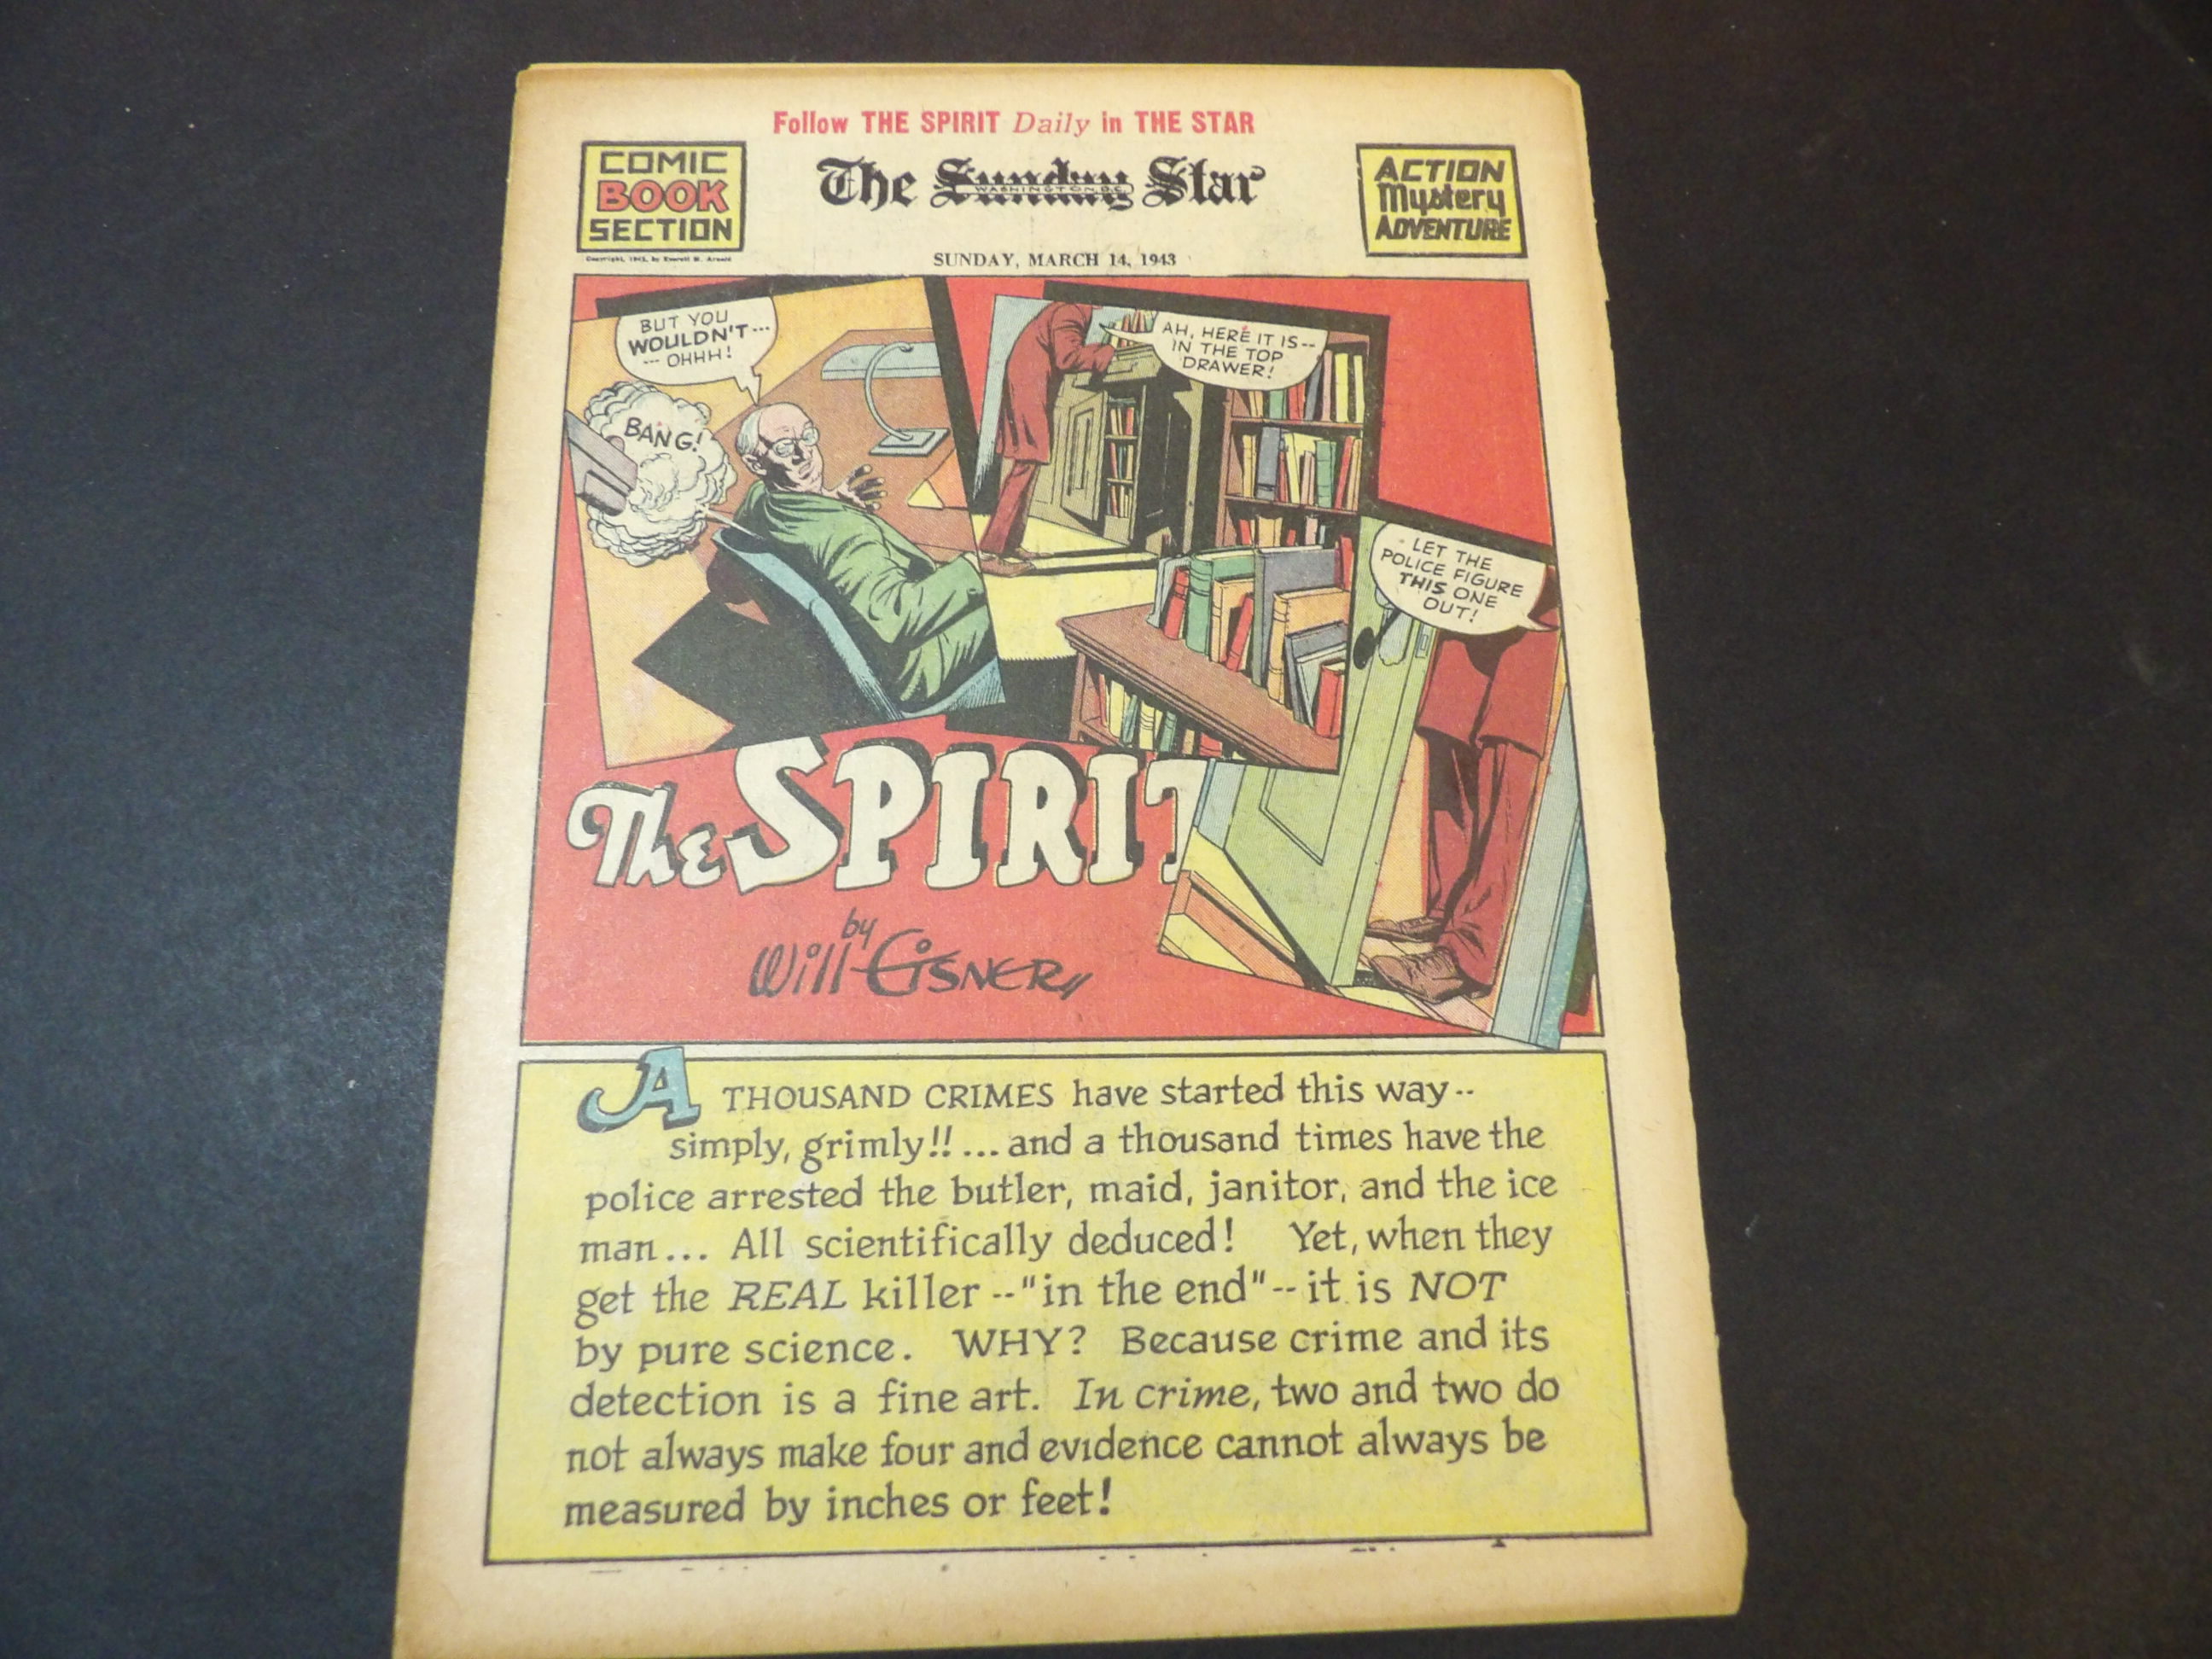 Follow THE SPIRIT Daily in THE STAR
COMIC
BOOK
SECTION
Copyright, 1943, by Everett M. Arnold
The Sunday Star
WASHINGTON D.C.
ACTION
Mystery
ADVENTURE
SUNDAY, MARCH 14, 1943
BUT YOU
WOULDN'T---
--- OHHH!
BANG!
AH, HERE IT IS--
IN THE TOP
DRAWER!
LET THE
POLICE FIGURE
THIS ONE
OUT!
The SPIRIT
by
Will Eisner
A THOUSAND CRIMES have started this way--
simply, grimly!! ... and a thousand times have the
police arrested the butler, maid, janitor, and the ice
man... All scientifically deduced! Yet, when they
get the REAL killer --"in the end"-- it is NOT
by pure science. WHY? Because crime and its
detection is a fine art. In crime, two and two do
not always make four and evidence cannot always be
measured by inches or feet!